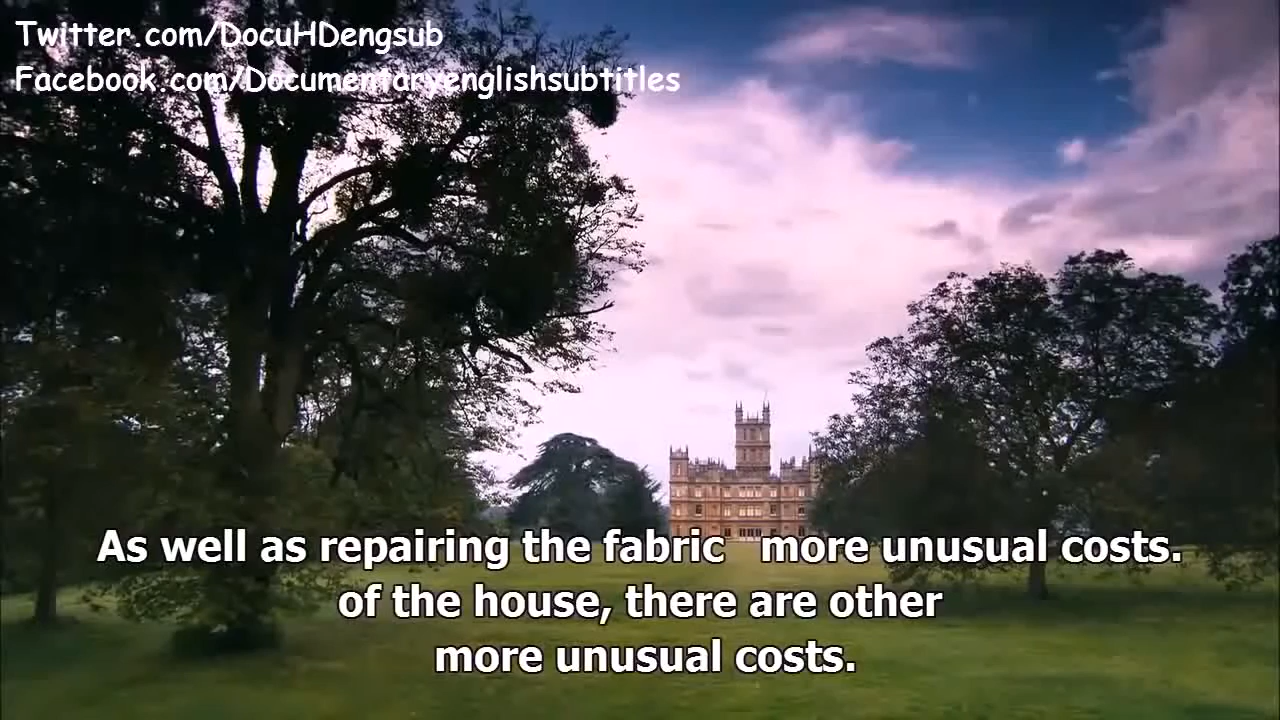 Twitter.com/DocuHDengsub
Facebook.com/Documentaryenglishsubtitles
As well as repairing the fabric more unusual costs.
of the house, there are other
more unusual costs.